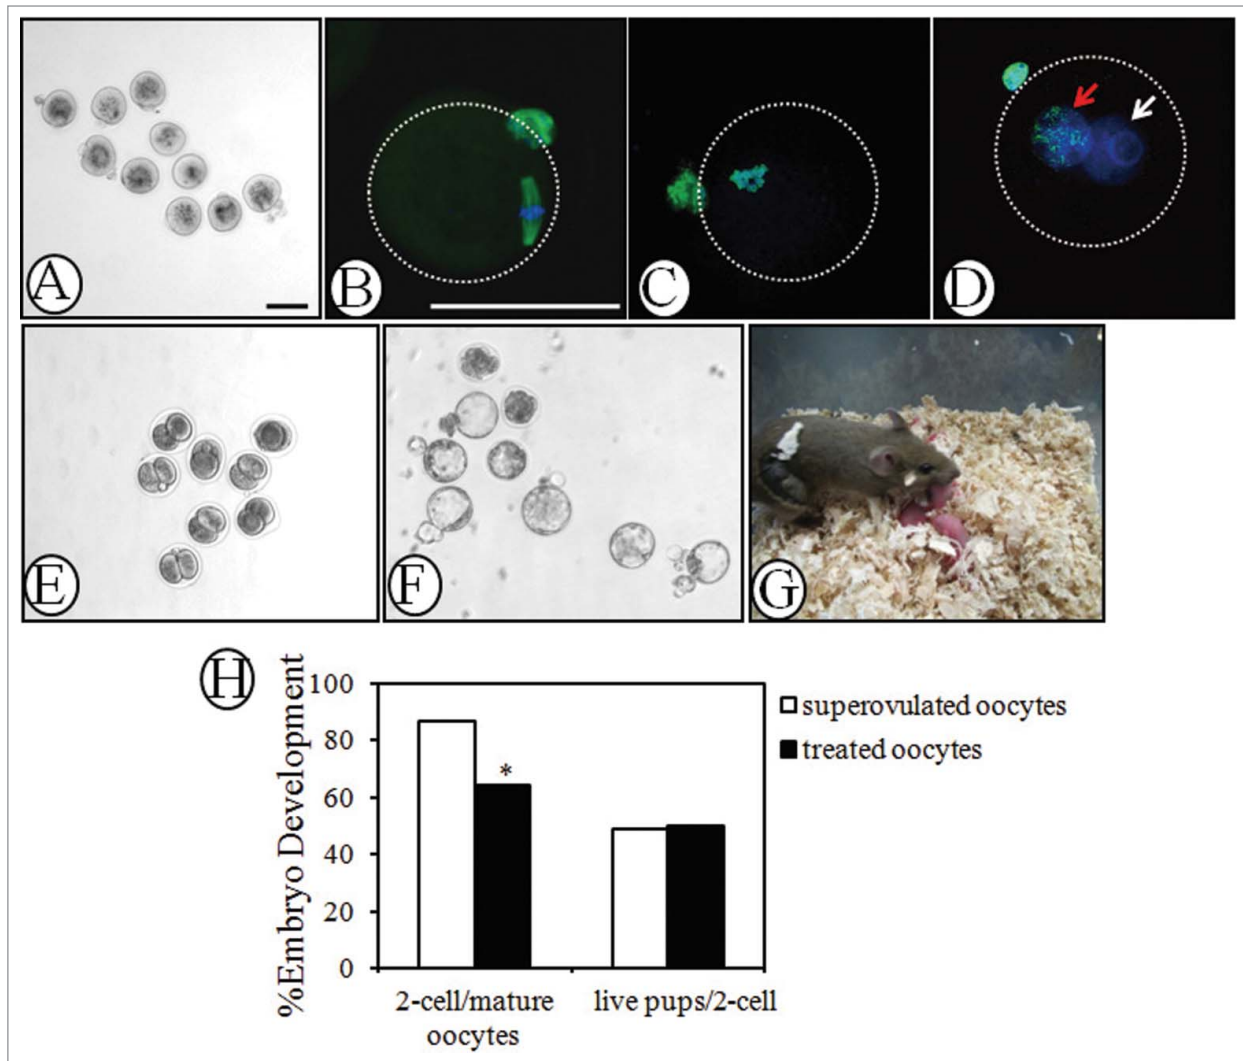 A
B
C
D
E
F
G
H
%Embryo Development
100
80
60
40
20
0
*
2-cell/mature
oocytes
live pups/2-cell
superovulated oocytes
treated oocytes